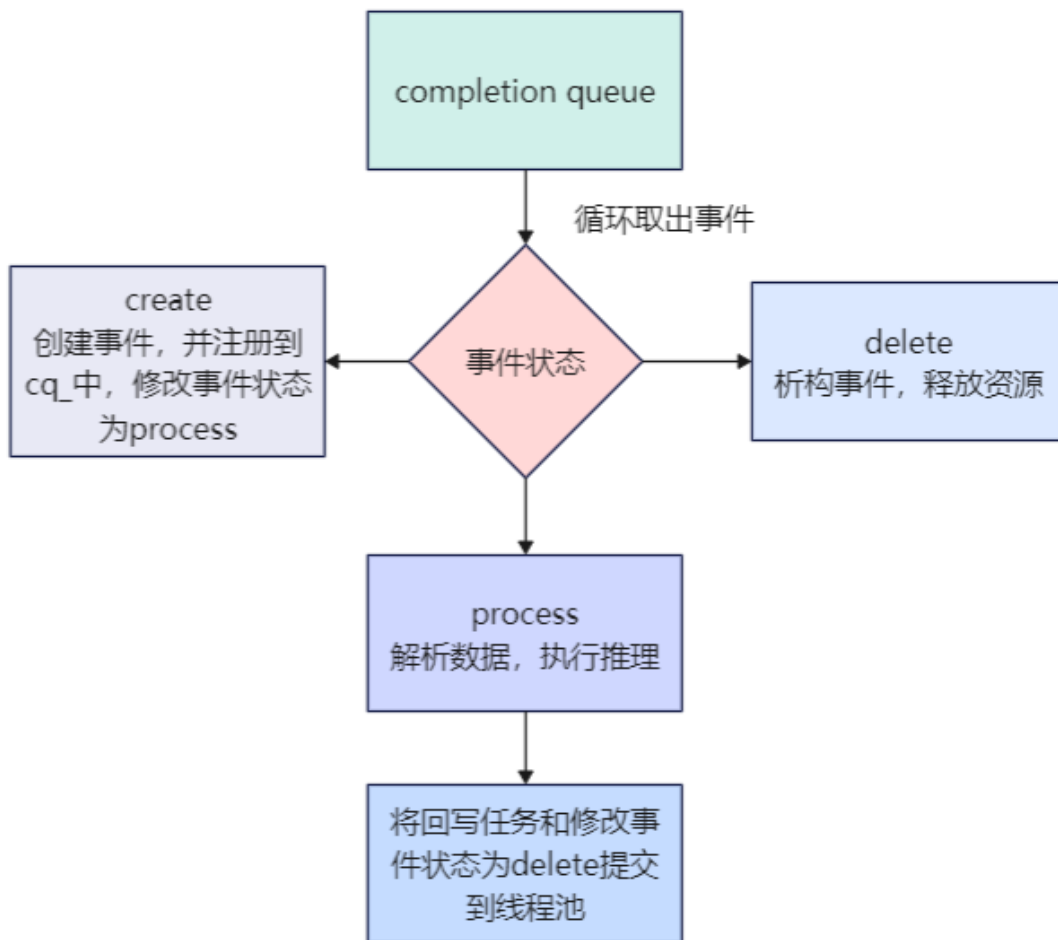 completion queue
循环取出事件
create
创建事件，并注册到
cq_中，修改事件状态
为process
事件状态
delete
析构事件，释放资源
process
解析数据，执行推理
将回写任务和修改事
件状态为delete提交
到线程池